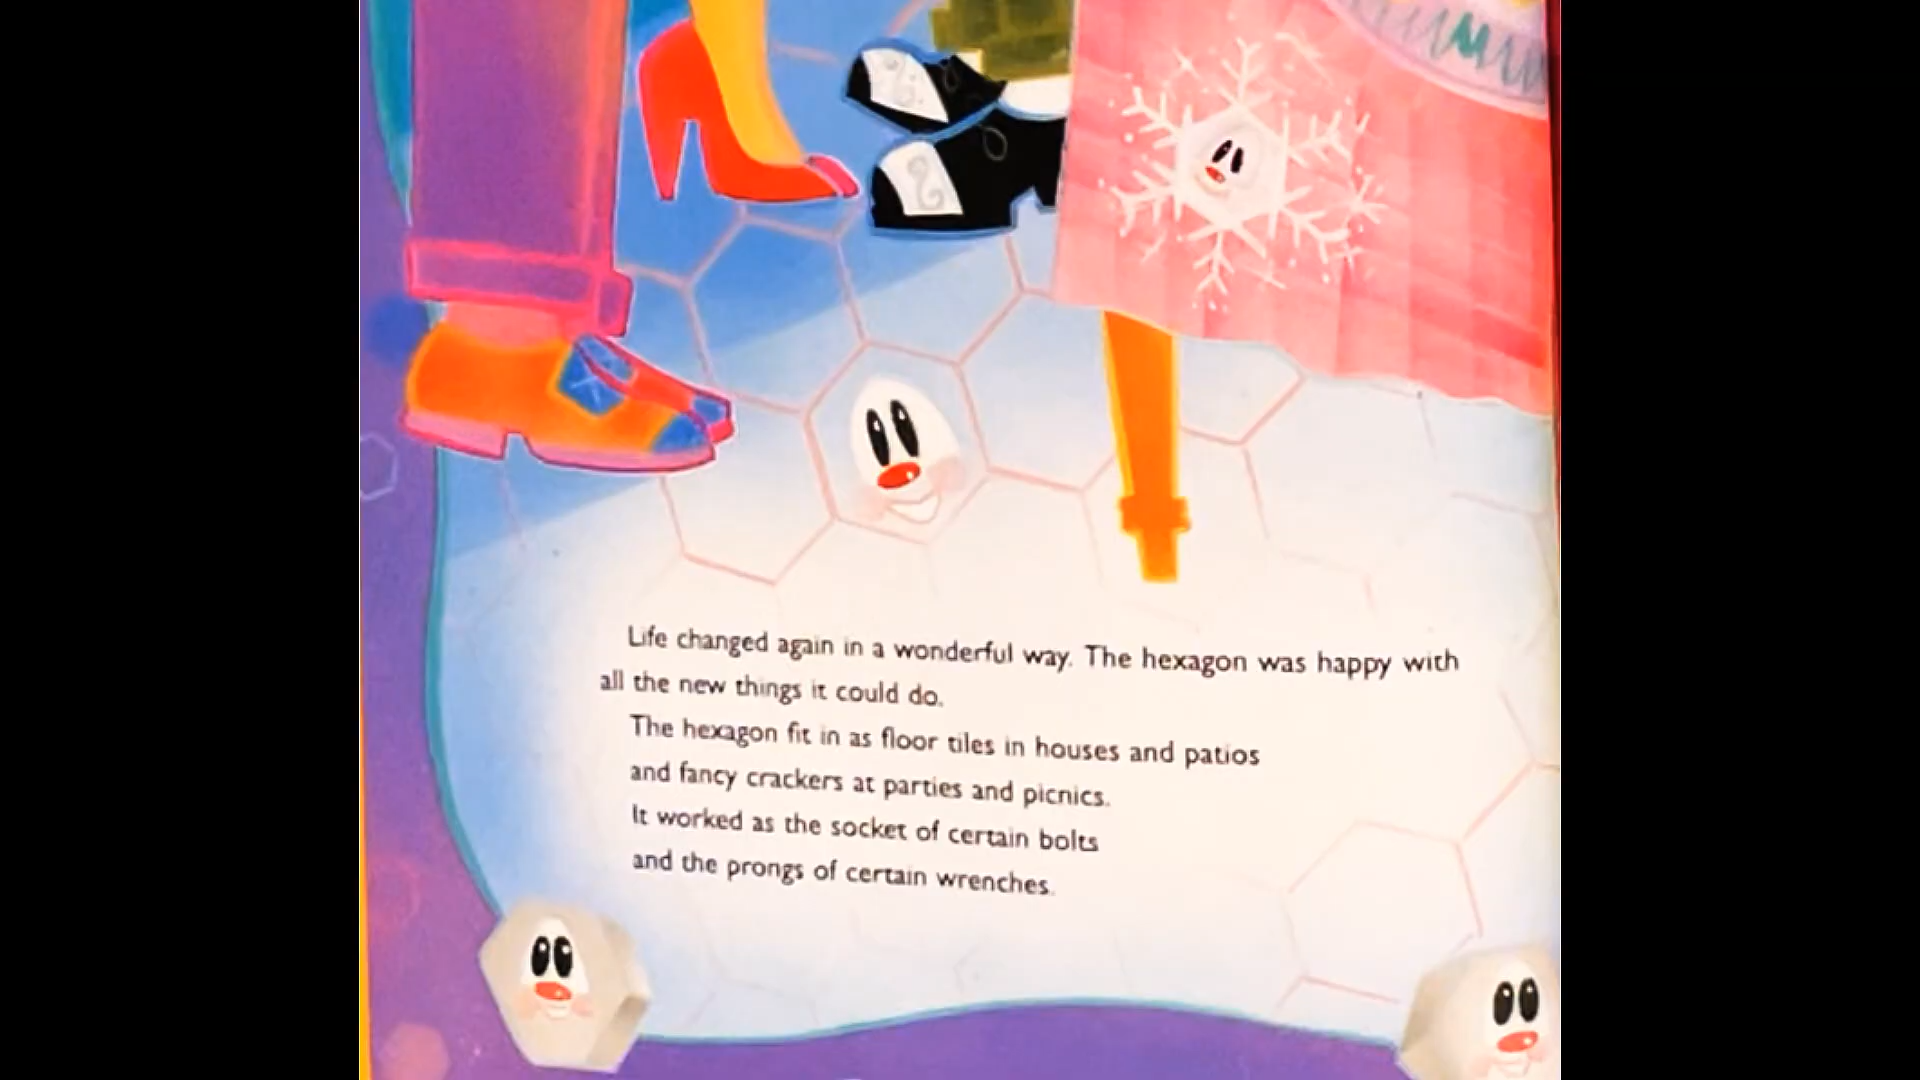 Life changed again in a wonderful way. The hexagon was happy with
all the new things it could do.
The hexagon fit in as floor tiles in houses and patios
and fancy crackers at parties and picnics.
It worked as the socket of certain bolts
and the prongs of certain wrenches.